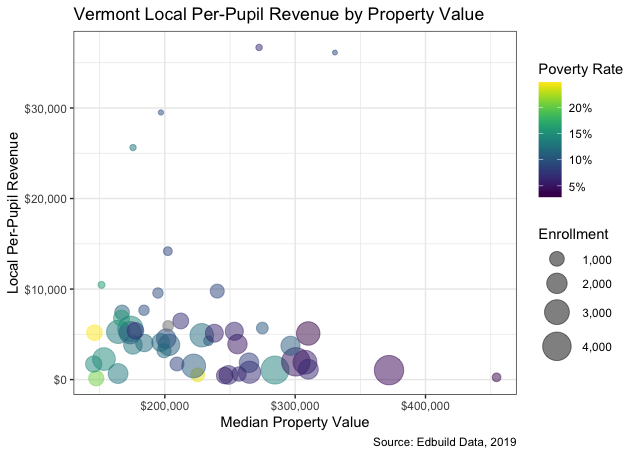 Vermont Local Per-Pupil Revenue by Property Value
Local Per-Pupil Revenue
$30,000
$20,000
$10,000
$0
$200,000
$300,000
$400,000
Median Property Value
Poverty Rate
20%
15%
10%
5%
Enrollment
1,000
2,000
3,000
4,000
Source: Edbuild Data, 2019